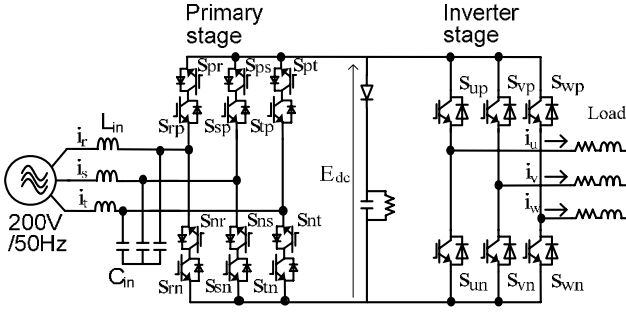 Primary stage
Inverter stage
Spr Sps Spt
Srp Ssp Stp
Sup Svp Swp
Load
Lin
ir
is
it
iu
iv
iw
Edc
200V /50Hz
Cin
Snr Sns Snt
Srn Ssn Stn
Sun Svn Swn